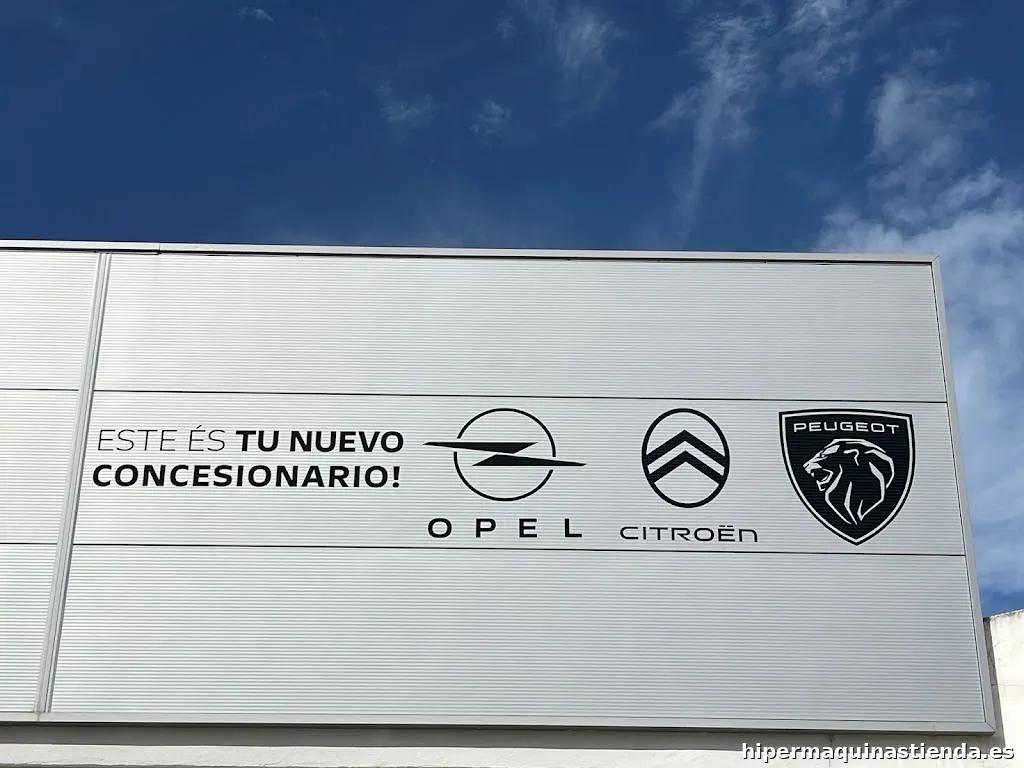 ESTE ÉS TU NUEVO
CONCESIONARIO!
OPEL
CITROËN
PEUGEOT
hipermaquinastienda.es